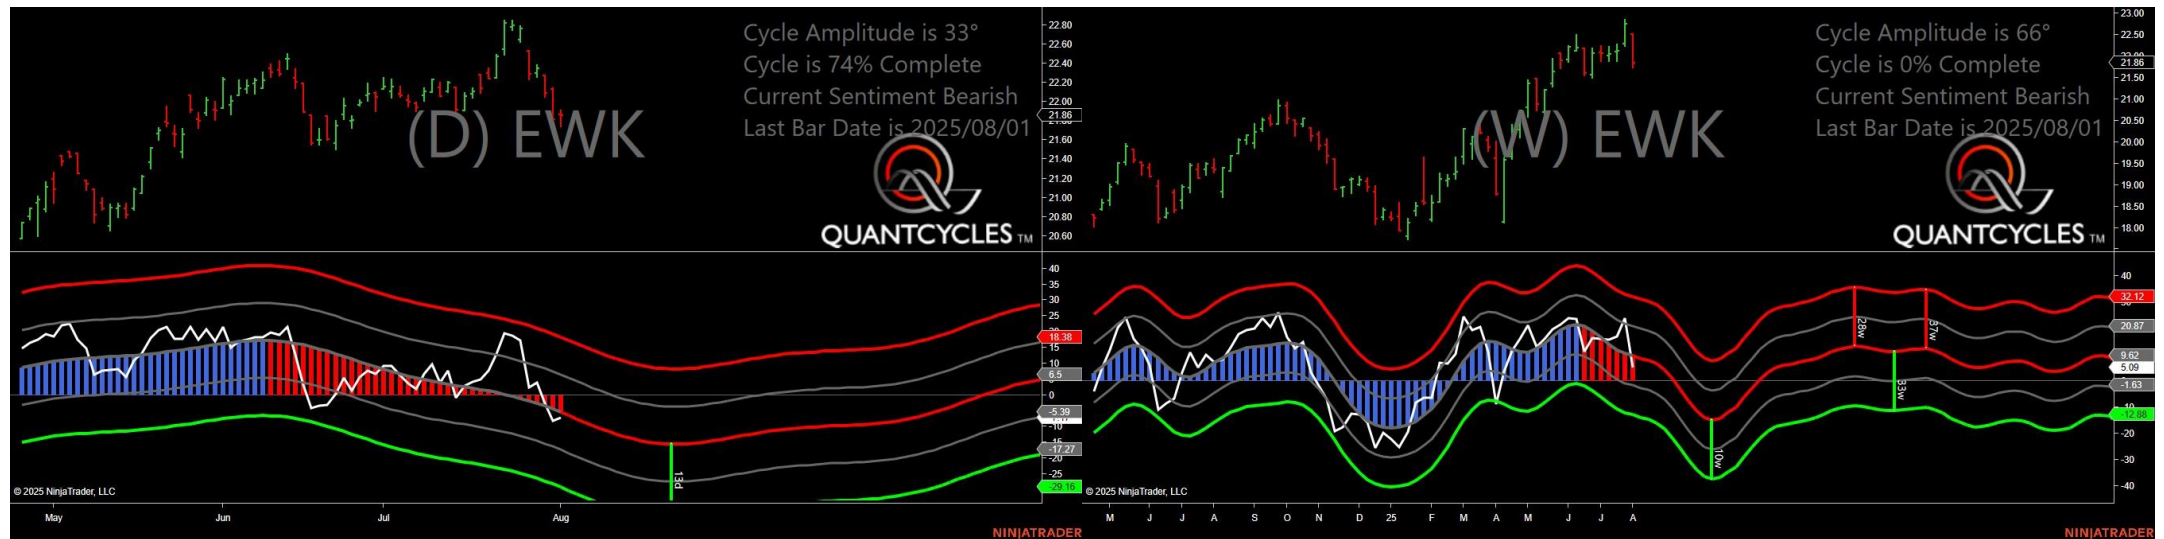 Cycle Amplitude is 33°
Cycle is 74% Complete
Current Sentiment Bearish
Last Bar Date is 2025/08/01
(D) EWK
QUANTCYCLES TM
22.80
22.60
22.40
22.20
22.00
21.86
21.60
21.40
21.20
21.00
20.80
20.60
40
35
30
25
18.38
15
10
6.5
0
-5.39
-10
-15
-17.27
-20
-25
-29.16
13d
© 2025 NinjaTrader, LLC
May
Jun
Jul
Aug
NINJATRADER
Cycle Amplitude is 66°
Cycle is 0% Complete
Current Sentiment Bearish
Last Bar Date is 2025/08/01
(W) EWK
QUANTCYCLES TM
23.00
22.50
22.00
21.86
21.50
21.00
20.50
20.00
19.50
19.00
18.50
18.00
40
32.12
20.87
9.62
5.09
-1.63
-12.88
-20
-30
-40
28w
37w
33w
10w
© 2025 NinjaTrader, LLC
M
J
J
A
S
O
N
D
25
F
M
A
M
J
J
A
NINJATRADER